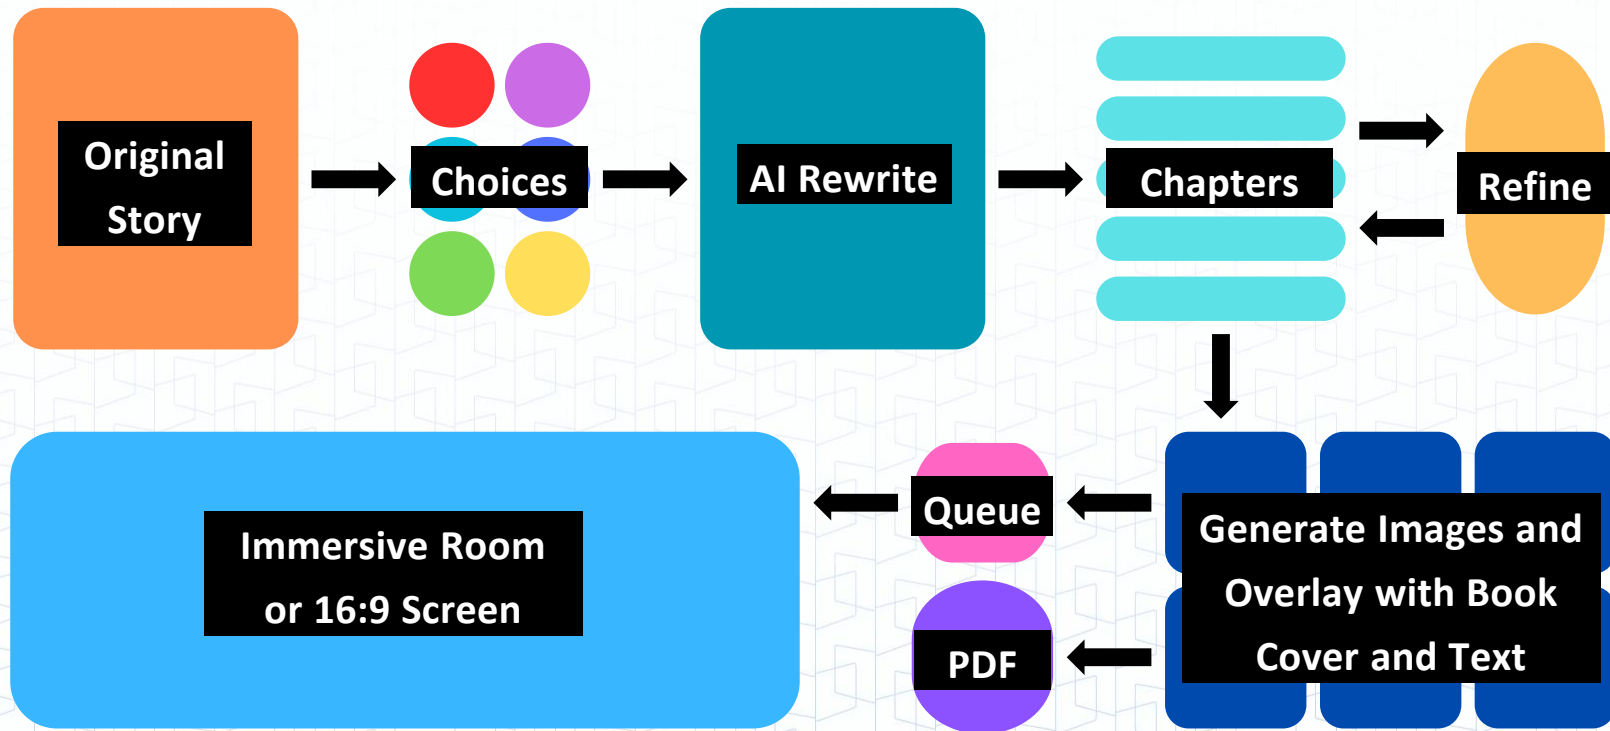 Original
Story
Choices
AI Rewrite
Chapters
Refine
Immersive Room
or 16:9 Screen
Queue
PDF
Generate Images and
Overlay with Book
Cover and Text